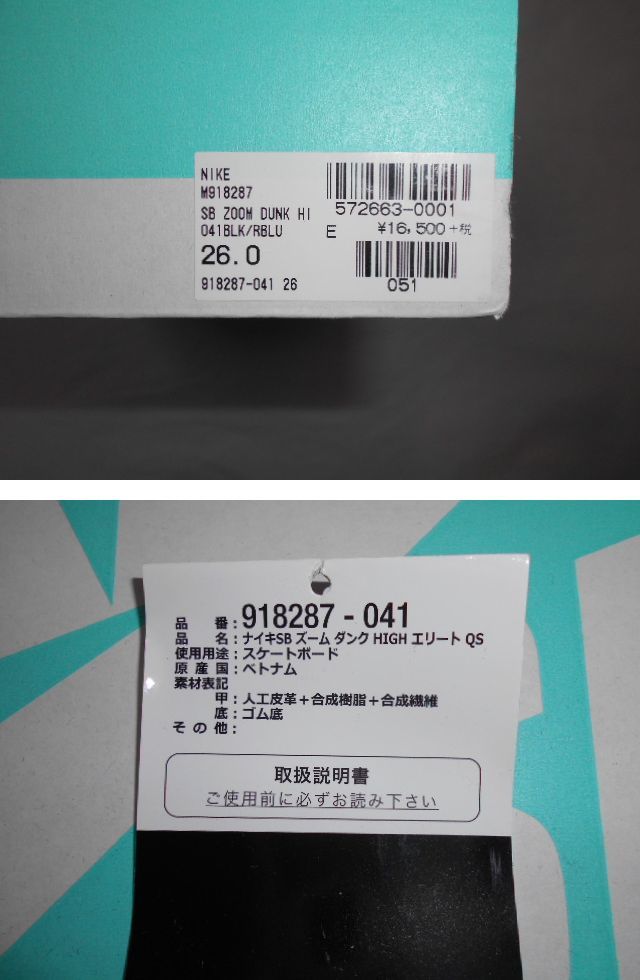 NIKE
M918287
SB ZOOM DUNK HI
572663-0001
041BLK/RBLU E ¥16,500+税
26.0
918287-041 26
051
品番:918287-041
品名:ナイキSB ズーム ダンク HIGH エリート QS
使用用途:スケートボード
原産国:ベトナム
素材表記
甲:人工皮革+合成樹脂+合成繊維
底:ゴム底
その他:
取扱説明書
ご使用前に必ずお読み下さい